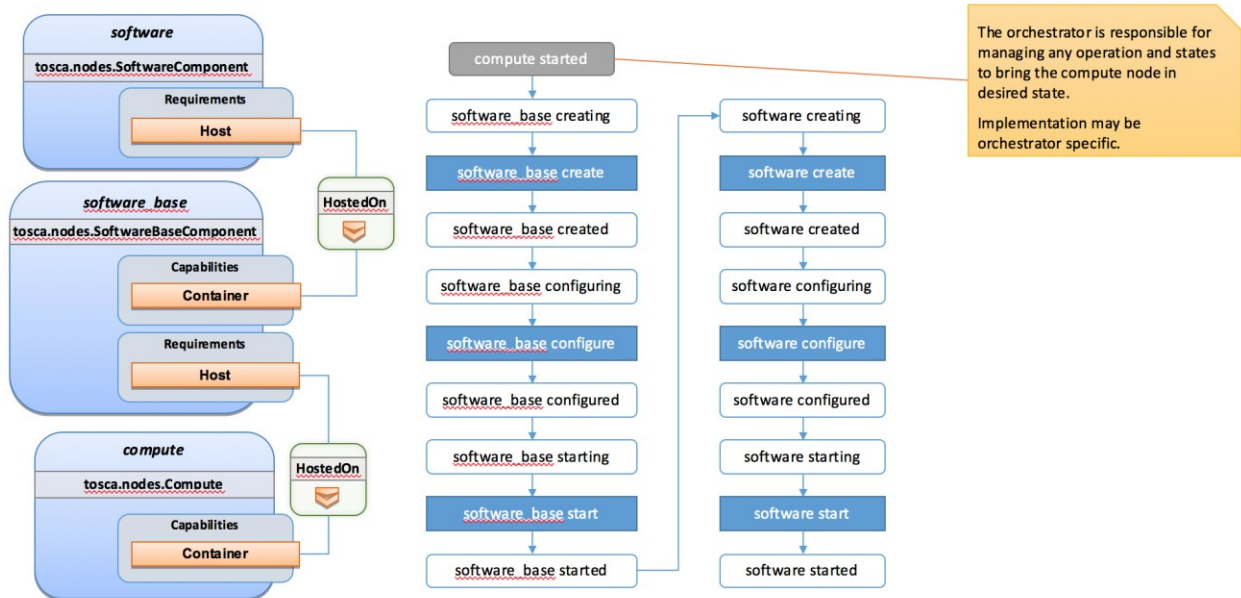 software
tosca.nodes.SoftwareComponent
Requirements
Host
HostedOn
software_base
tosca.nodes.SoftwareBaseComponent
Capabilities
Container
Requirements
Host
HostedOn
compute
tosca.nodes.Compute
Capabilities
Container
compute started
software_base creating
software_base create
software_base created
software_base configuring
software_base configure
software_base configured
software_base starting
software_base start
software_base started
software creating
software create
software created
software configuring
software configure
software configured
software starting
software start
software started
The orchestrator is responsible for
managing any operation and states
to bring the compute node in
desired state.
Implementation may be
orchestrator specific.